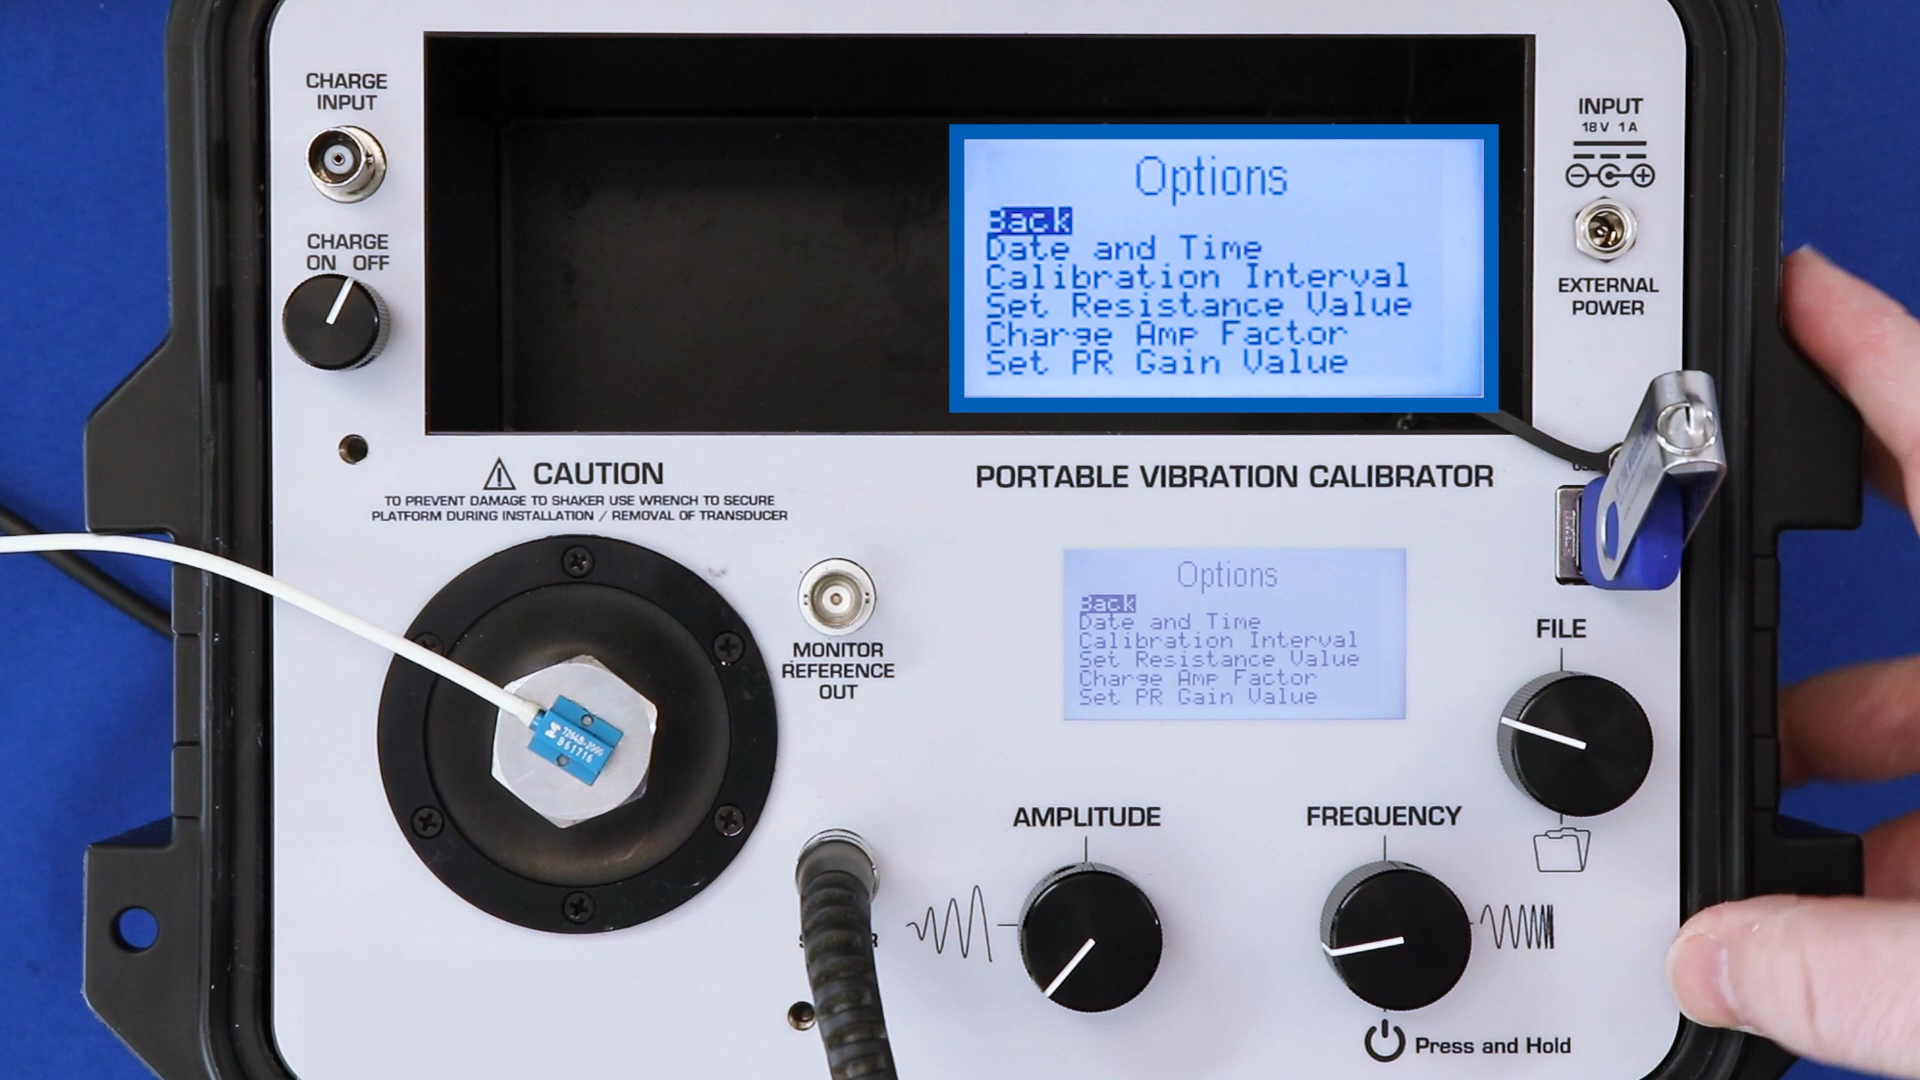 CHARGE
INPUT
CHARGE
ON OFF
Options
Back
Date and Time
Calibration Interval
Set Resistance Value
Charge Amp Factor
Set PR Gain Value
INPUT
18V 1A
EXTERNAL
POWER
CAUTION
TO PREVENT DAMAGE TO SHAKER USE WRENCH TO SECURE
PLATFORM DURING INSTALLATION / REMOVAL OF TRANSDUCER
PORTABLE VIBRATION CALIBRATOR
MONITOR
REFERENCE
OUT
Options
Back
Date and Time
Calibration Interval
Set Resistance Value
Charge Amp Factor
Set PR Gain Value
FILE
7264B-2000
B61716
AMPLITUDE
FREQUENCY
Press and Hold